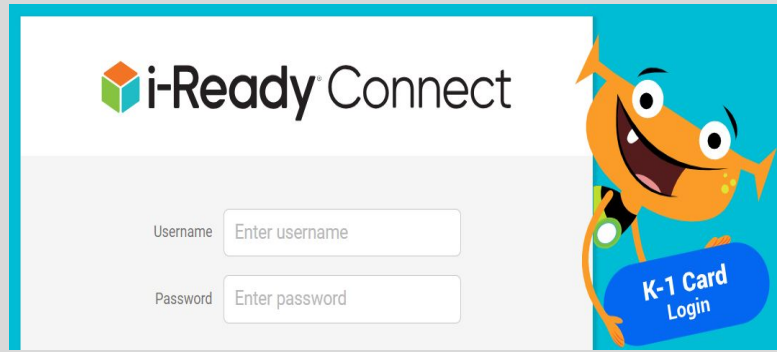 i-Ready® Connect
Username
Enter username
Password
Enter password
K-1 Card
Login